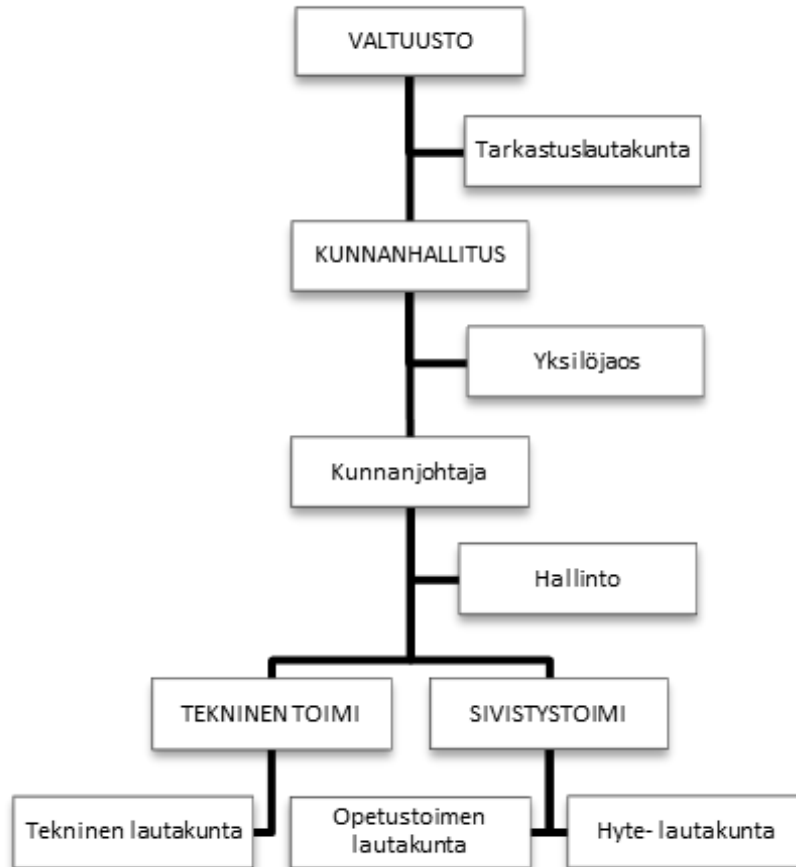 VALTUUSTO
Tarkastuslautakunta
KUNNANHALLITUS
Yksilöjaos
Kunnanjohtaja
Hallinto
TEKNINEN TOIMI
SIVISTYSTOIMI
Tekninen lautakunta
Opetustoimen
lautakunta
Hyte- lautakunta